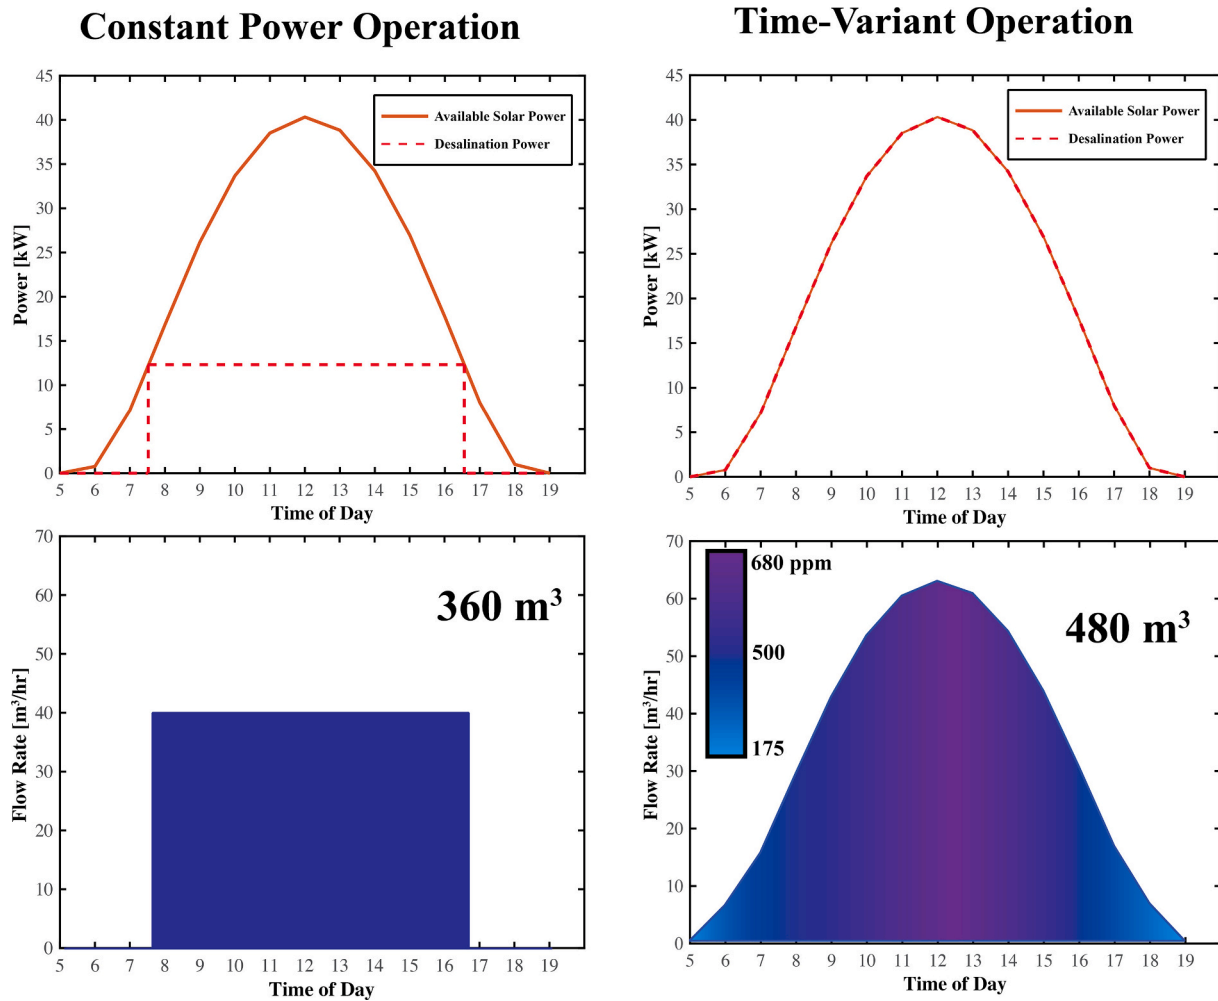 Constant Power Operation
Time-Variant Operation
45
40
35
30
25
20
15
10
5
0
Power [kW]
Available Solar Power
Desalination Power
5 6 7 8 9 10 11 12 13 14 15 16 17 18 19
Time of Day
45
40
35
30
25
20
15
10
5
0
Power [kW]
Available Solar Power
Desalination Power
5 6 7 8 9 10 11 12 13 14 15 16 17 18 19
Time of Day
70
60
50
40
30
20
10
0
Flow Rate [m³/hr]
360 m³
5 6 7 8 9 10 11 12 13 14 15 16 17 18 19
Time of Day
70
60
50
40
30
20
10
0
Flow Rate [m³/hr]
680 ppm
500
175
480 m³
5 6 7 8 9 10 11 12 13 14 15 16 17 18 19
Time of Day